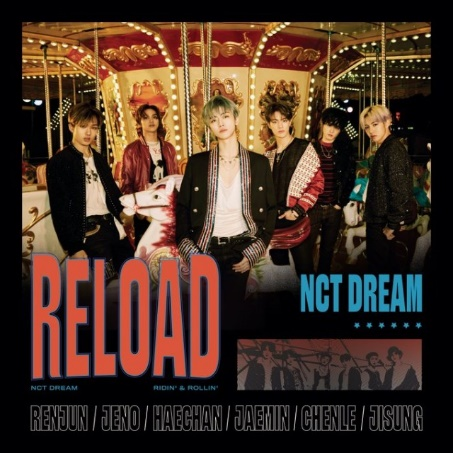 RELOAD
NCT DREAM
NCT DREAM RIDIN' & ROLLIN'
RENJUN / JENO / HAECHAN / JAEMIN / CHENLE / JISUNG